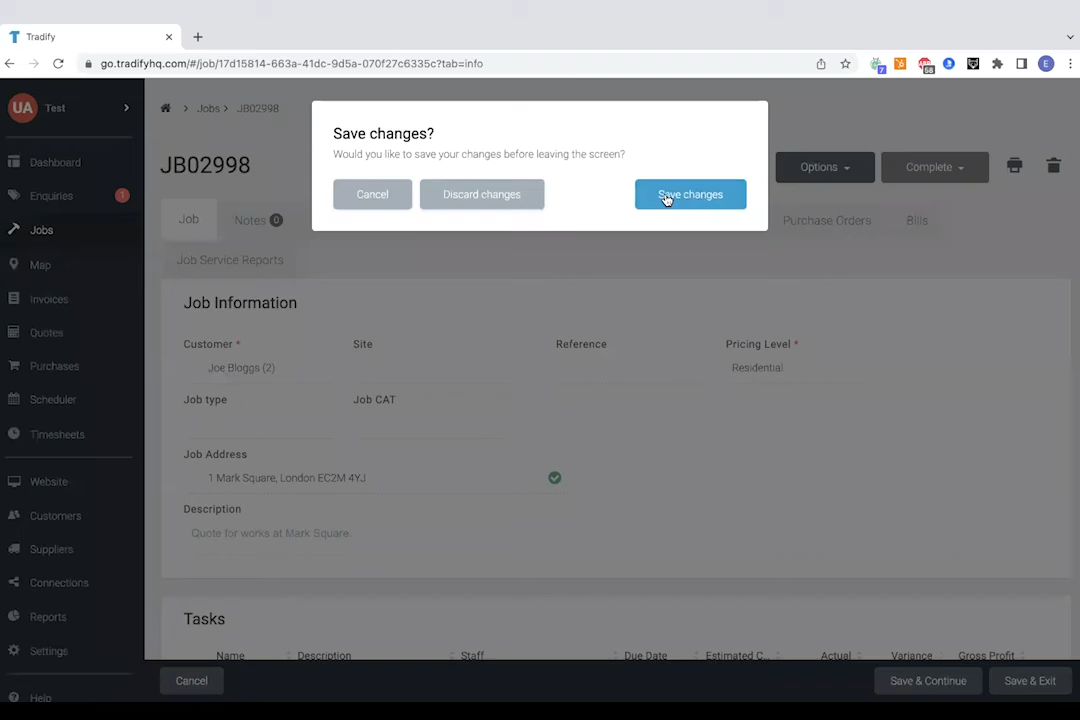 Tradify
go.tradifyhq.com/#/job/17d15814-663a-41dc-9d5a-070f27c6335c?tab=info
7
58
E
UA
Test
Dashboard
Enquiries
1
Jobs
Map
Invoices
Quotes
Purchases
Scheduler
Timesheets
Website
Customers
Suppliers
Connections
Reports
Settings
Help
Jobs
JB02998
JB02998
Save changes?
Would you like to save your changes before leaving the screen?
Cancel
Discard changes
Save changes
Options
Complete
Job
Notes 0
Purchase Orders
Bills
Job Service Reports
Job Information
Customer *
Site
Reference
Pricing Level *
Joe Bloggs (2)
Residential
Job type
Job CAT
Job Address
1 Mark Square, London EC2M 4YJ
Description
Quote for works at Mark Square.
Tasks
Name
Description
Staff
Due Date
Estimated C...
Actual
Variance
Gross Profit
Cancel
Save & Continue
Save & Exit